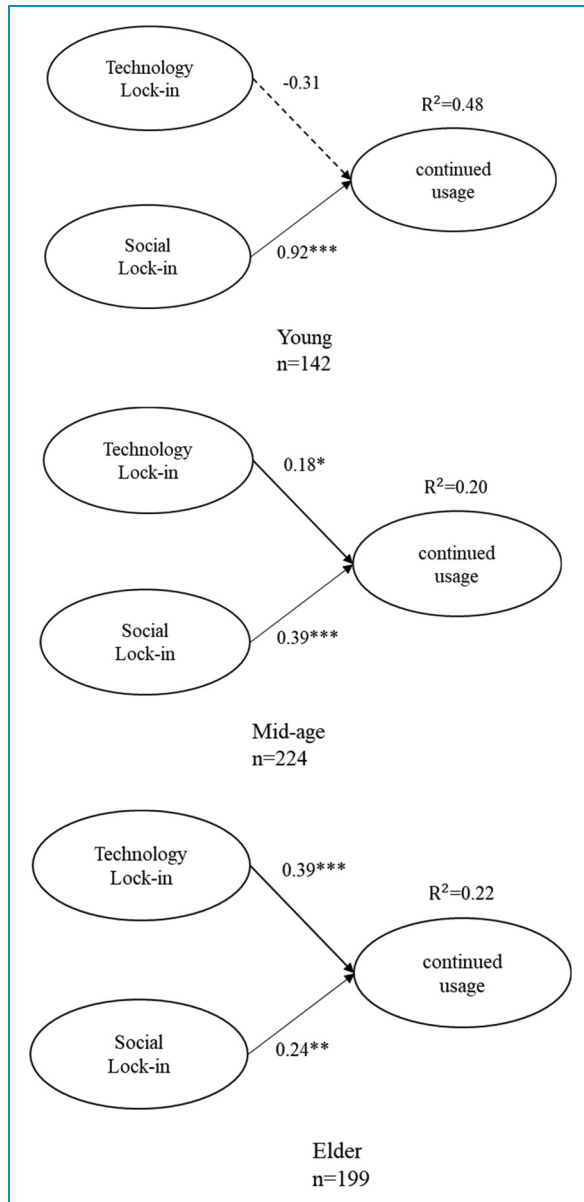 Technology
Lock-in
-0.31
R²=0.48
continued
usage
Social
Lock-in
0.92***
Young
n=142
Technology
Lock-in
0.18*
R²=0.20
continued
usage
Social
Lock-in
0.39***
Mid-age
n=224
Technology
Lock-in
0.39***
R²=0.22
continued
usage
Social
Lock-in
0.24**
Elder
n=199